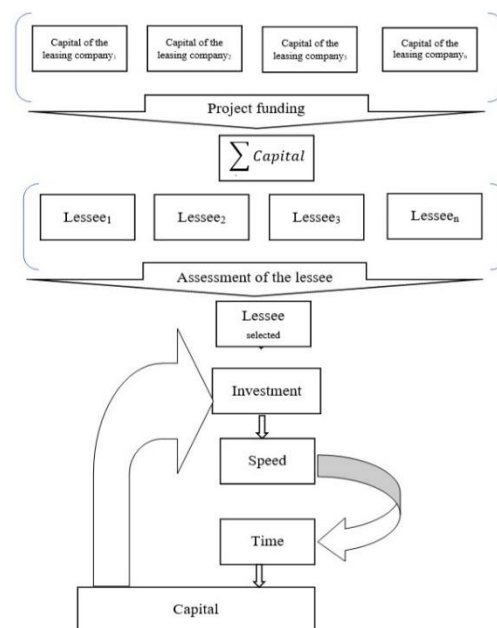 Capital of the
leasing company₁
Capital of the
leasing company₂
Capital of the
leasing company₃
Capital of the
leasing companyₙ
Project funding
∑ Capital
Lessee₁
Lessee₂
Lessee₃
Lesseeₙ
Assessment of the lessee
Lessee
selected
Investment
Speed
Time
Capital